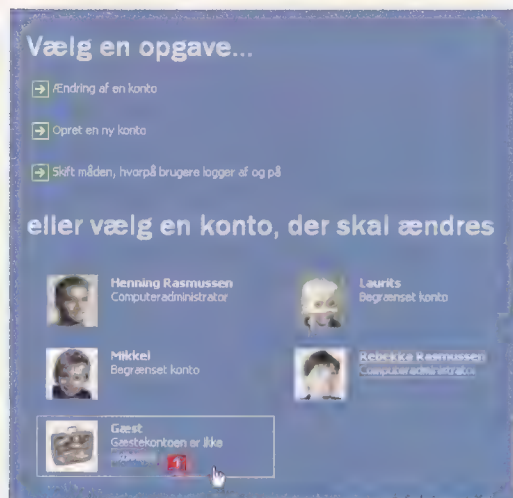 Vælg en opgave...
Ændring af en konto
Opret en ny konto
Skift måden, hvorpå brugere logger af og på
eller vælg en konto, der skal ændres
Henning Rasmussen
Computeradministrator
Laurits
Begrænset konto
Mikkel
Begrænset konto
Rebekka Rasmussen
Computeradministrator
Gæst
Gæstekontoen er ikke
1